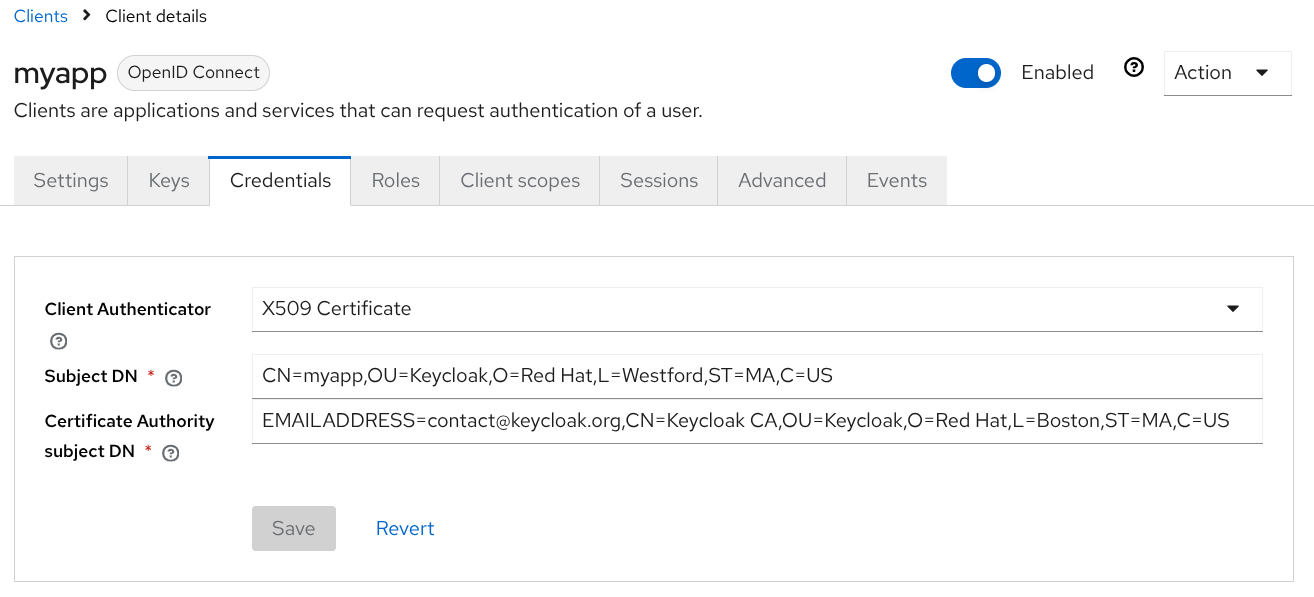 Clients > Client details
myapp OpenID Connect Enabled Action
Clients are applications and services that can request authentication of a user.
Settings Keys Credentials Roles Client scopes Sessions Advanced Events
Client Authenticator X509 Certificate
Subject DN * CN=myapp,OU=Keycloak,O=Red Hat,L=Westford,ST=MA,C=US
Certificate Authority EMAILADDRESS=contact@keycloak.org,CN=Keycloak CA,OU=Keycloak,O=Red Hat,L=Boston,ST=MA,C=US
subject DN *
Save Revert